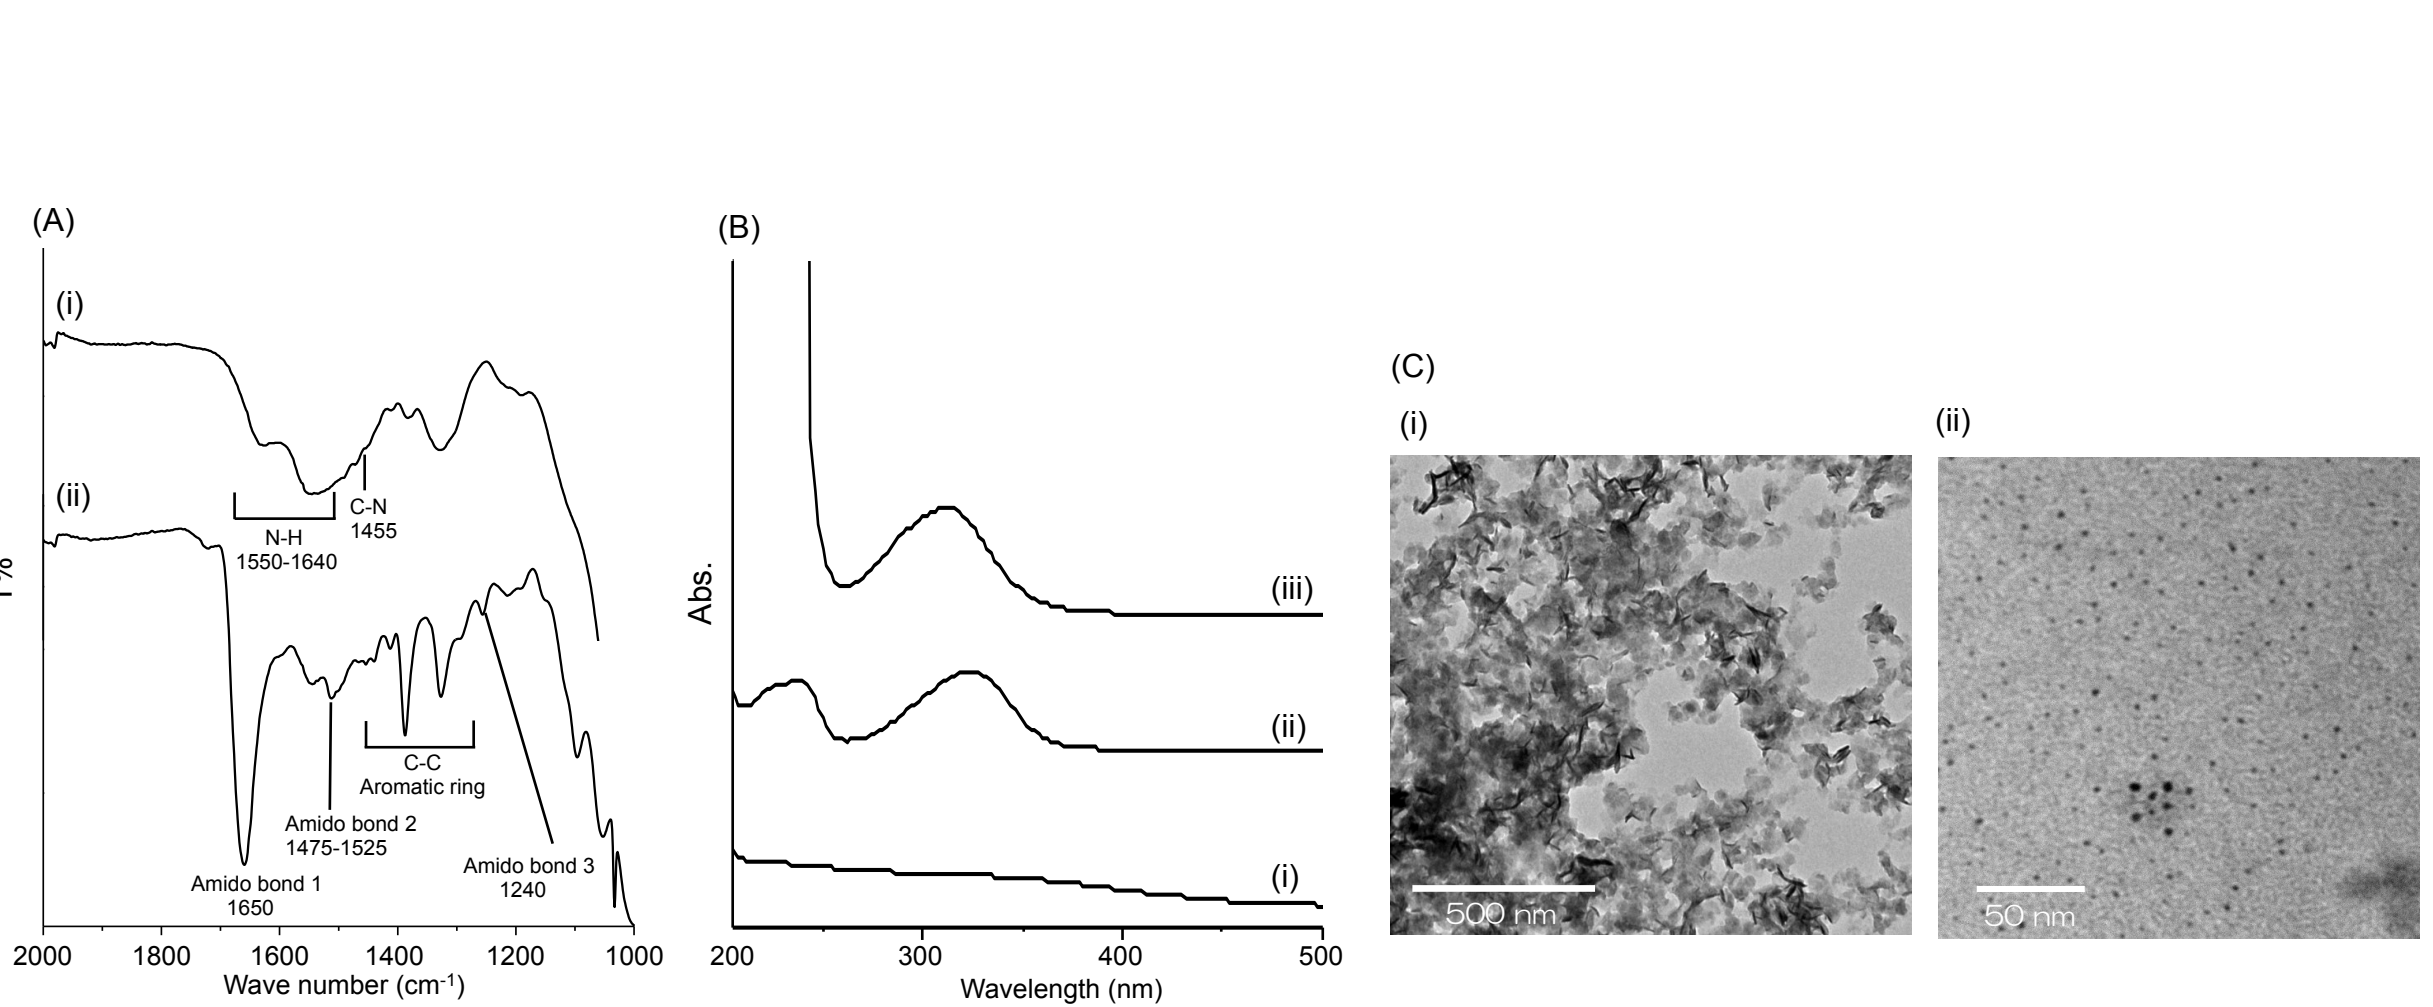 (A)
(i)
(ii)
N-H
1550-1640
C-N
1455
C-C
Aromatic ring
Amido bond 2
1475-1525
Amido bond 3
1240
Amido bond 1
1650
2000
1800
1600
1400
1200
1000
Wave number (cm-1)
(B)
Abs.
(iii)
(ii)
(i)
200
300
400
500
Wavelength (nm)
(C)
(i)
(ii)
500 nm
50 nm